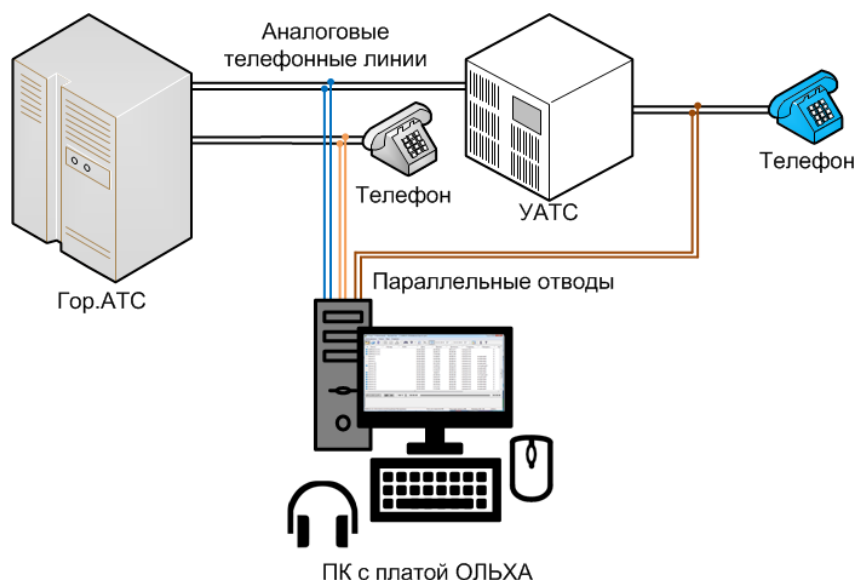 Аналоговые
телефонные линии
Телефон
УАТС
Телефон
Гор.АТС
Параллельные отводы
ПК с платой ОЛЬХА